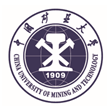 中国矿业大学
CHINA UNIVERSITY OF MINING AND TECHNOLOGY
1909